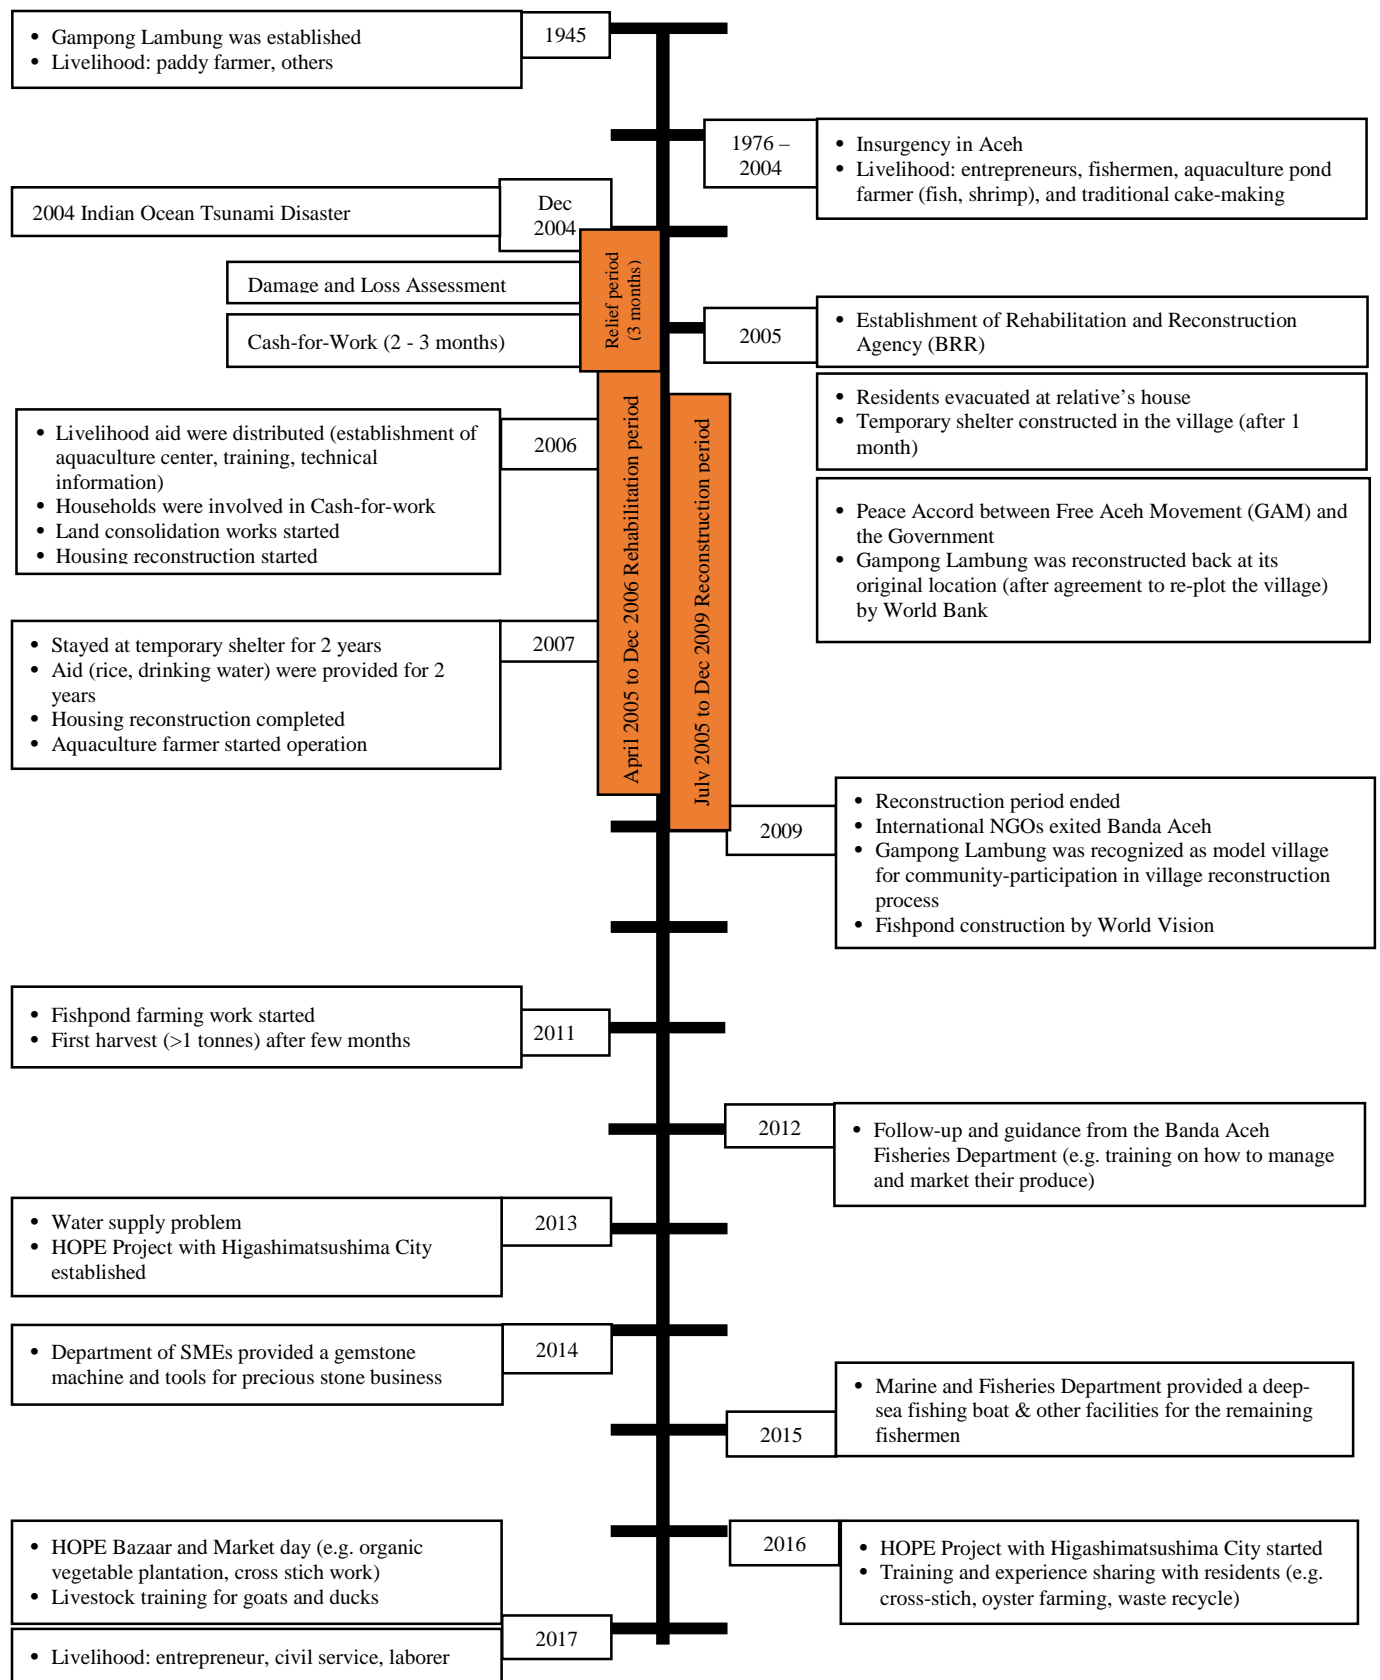 • Gampong Lambung was established
• Livelihood: paddy farmer, others
1945
1976 –
2004
• Insurgency in Aceh
• Livelihood: entrepreneurs, fishermen, aquaculture pond
farmer (fish, shrimp), and traditional cake-making
2004 Indian Ocean Tsunami Disaster
Dec
2004
Relief period
(3 months)
Damage and Loss Assessment
Cash-for-Work (2 - 3 months)
2005
• Establishment of Rehabilitation and Reconstruction
Agency (BRR)
• Residents evacuated at relative’s house
• Temporary shelter constructed in the village (after 1
month)
• Peace Accord between Free Aceh Movement (GAM) and
the Government
• Gampong Lambung was reconstructed back at its
original location (after agreement to re-plot the village)
by World Bank
April 2005 to Dec 2006 Rehabilitation period
July 2005 to Dec 2009 Reconstruction period
• Livelihood aid were distributed (establishment of
aquaculture center, training, technical
information)
• Households were involved in Cash-for-work
• Land consolidation works started
• Housing reconstruction started
2006
• Stayed at temporary shelter for 2 years
• Aid (rice, drinking water) were provided for 2
years
• Housing reconstruction completed
• Aquaculture farmer started operation
2007
2009
• Reconstruction period ended
• International NGOs exited Banda Aceh
• Gampong Lambung was recognized as model village
for community-participation in village reconstruction
process
• Fishpond construction by World Vision
• Fishpond farming work started
• First harvest (>1 tonnes) after few months
2011
2012
• Follow-up and guidance from the Banda Aceh
Fisheries Department (e.g. training on how to manage
and market their produce)
• Water supply problem
• HOPE Project with Higashimatsushima City
established
2013
• Department of SMEs provided a gemstone
machine and tools for precious stone business
2014
2015
• Marine and Fisheries Department provided a deep-
sea fishing boat & other facilities for the remaining
fishermen
2016
• HOPE Project with Higashimatsushima City started
• Training and experience sharing with residents (e.g.
cross-stich, oyster farming, waste recycle)
• HOPE Bazaar and Market day (e.g. organic
vegetable plantation, cross stich work)
• Livestock training for goats and ducks
2017
• Livelihood: entrepreneur, civil service, laborer